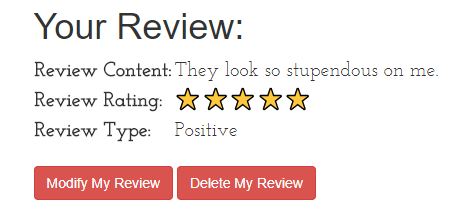 Your Review:
Review Content: They look so stupendous on me.
Review Rating:
Review Type: Positive
Modify My Review Delete My Review